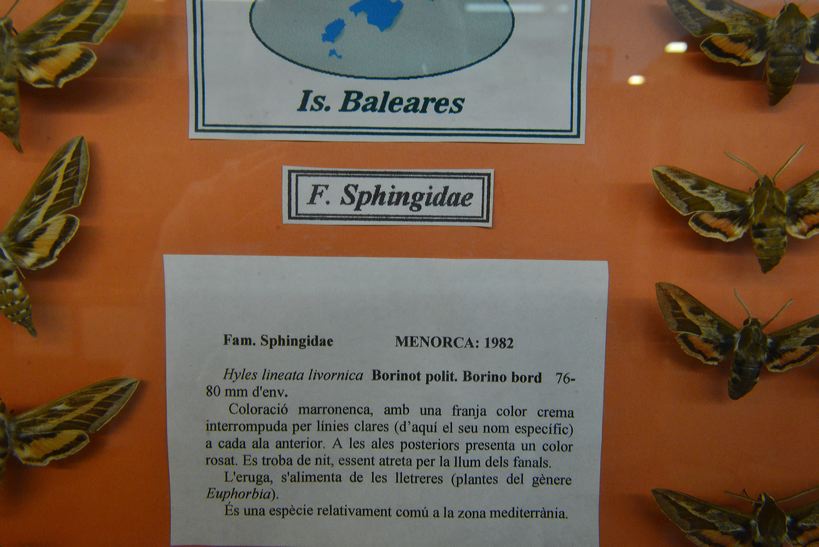 Is. Baleares
F. Sphingidae
Fam. Sphingidae MENORCA: 1982
Hyles lineata livornica Borinot polit. Borino bord 76-
80 mm d'env.
Coloració marronenca, amb una franja color crema
interrompuda per línies clares (d'aquí el seu nom específic)
a cada ala anterior. A les ales posteriors presenta un color
rosat. Es troba de nit, essent atreta per la llum dels fanals.
L'eruga, s'alimenta de les lletreres (plantes del gènere
Euphorbia).
És una espècie relativament comú a la zona mediterrània.